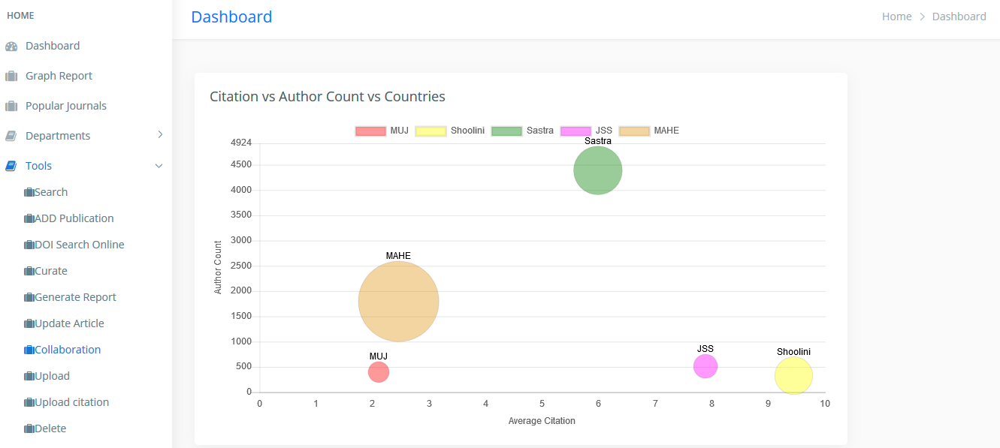 HOME
Dashboard
Graph Report
Popular Journals
Departments
Tools
Search
ADD Publication
DOI Search Online
Curate
Generate Report
Update Article
Collaboration
Upload
Upload citation
Delete
Dashboard
Home > Dashboard
Citation vs Author Count vs Countries
MUJ Shoolini Sastra JSS MAHE
Author Count
4924
4500
4000
3500
3000
2500
2000
1500
1000
500
0
Sastra
MAHE
MUJ
JSS
Shoolini
0 1 2 3 4 5 6 7 8 9 10
Average Citation